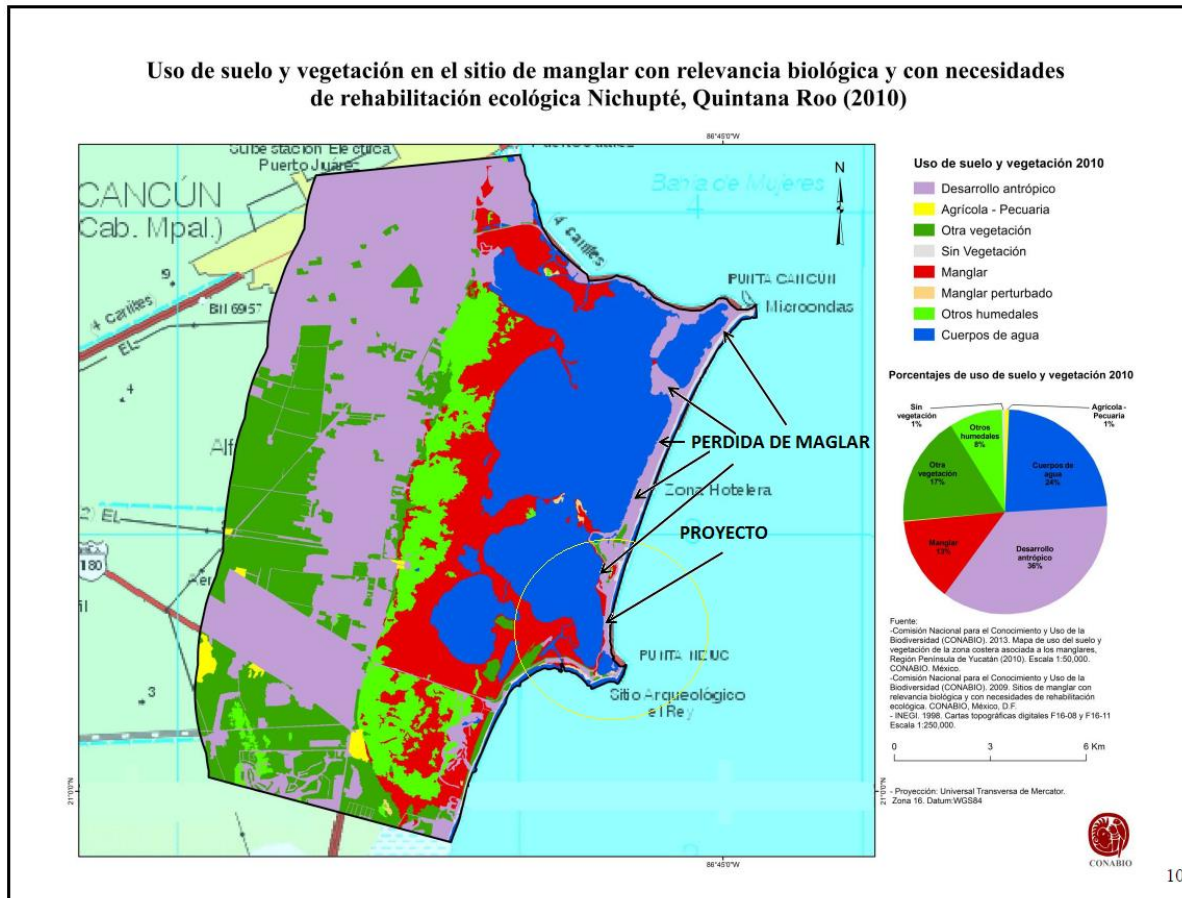 Uso de suelo y vegetación en el sitio de manglar con relevancia biológica y con necesidades
de rehabilitación ecológica Nichupté, Quintana Roo (2010)
86°45'0"W
Subestación Eléctrica
Puerto Juárez
CANCÚN
(Cab. Mpal.)
Bahía de Mujeres
N
4 carriles
9
4 carriles
PUNTA CANCÚN
Microondas
EL
4
PERDIDA DE MAGLAR
Zona Hotelera
EL
PROYECTO
180
3
Sitio Arqueológico
el Rey
21°0'0"N
21°0'0"N
86°45'0"W
Uso de suelo y vegetación 2010
Desarrollo antrópico
Agrícola - Pecuaria
Otra vegetación
Sin Vegetación
Manglar
Manglar perturbado
Otros humedales
Cuerpos de agua
Porcentajes de uso de suelo y vegetación 2010
Sin
vegetación
1%
Agrícola -
Pecuaria
1%
Otros
humedales
8%
Cuerpos de
agua
24%
Otra
vegetación
17%
Manglar
13%
Desarrollo
antrópico
36%
Fuente:
-Comisión Nacional para el Conocimiento y Uso de la
Biodiversidad (CONABIO). 2013. Mapa de uso del suelo y
vegetación de la zona costera asociada a los manglares,
Región Península de Yucatán (2010). Escala 1:50,000.
CONABIO. México.
-Comisión Nacional para el Conocimiento y Uso de la
Biodiversidad (CONABIO). 2009. Sitios de manglar con
relevancia biológica y con necesidades de rehabilitación
ecológica. CONABIO, México, D.F.
- INEGI. 1998. Cartas topográficas digitales F16-08 y F16-11
Escala 1:250,000.
0 3 6 Km
- Proyección: Universal Transversa de Mercator.
Zona 16. Datum:WGS84
CONABIO
10